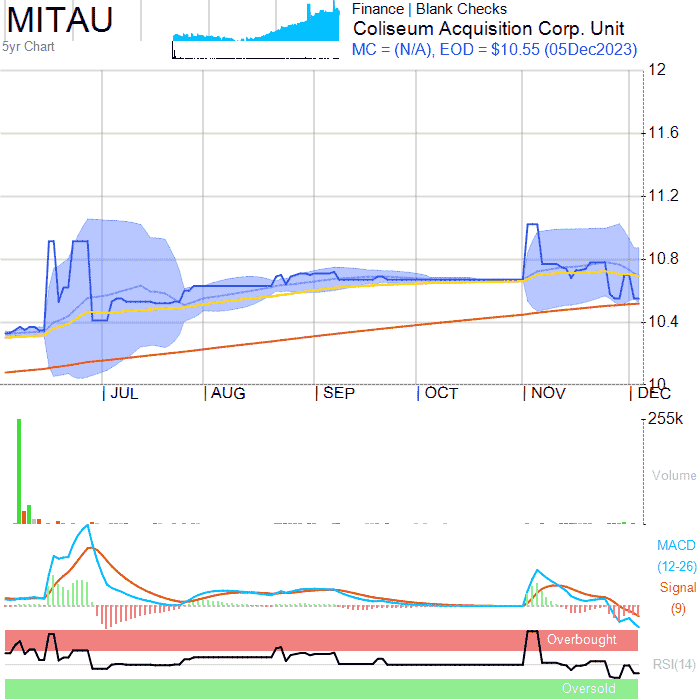 MITAU
5yr Chart
Finance | Blank Checks
Coliseum Acquisition Corp. Unit
MC = (N/A), EOD = $10.55 (05Dec2023)
12
11.6
11.2
10.8
10.4
10
JUL AUG SEP OCT NOV DEC
255k
Volume
MACD
(12-26)
Signal
(9)
Overbought
RSI(14)
Oversold